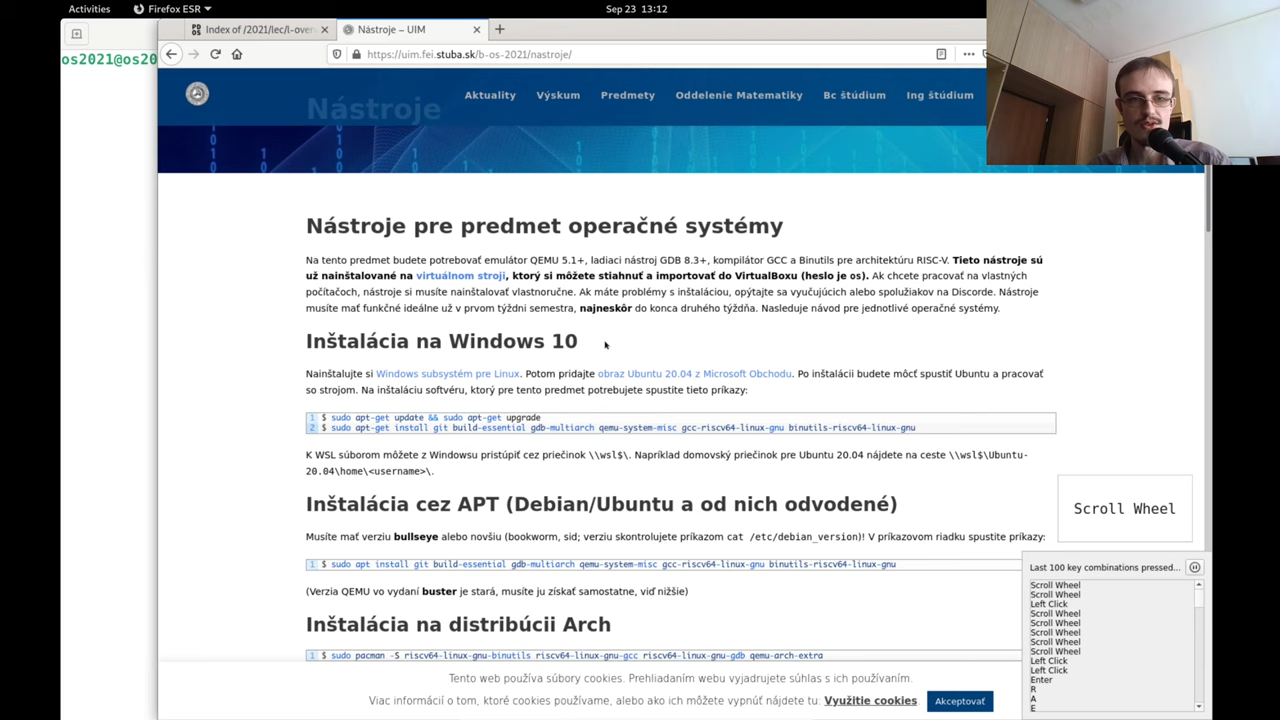 Activities
Firefox ESR
Sep 23 13:12
Index of /2021/lec/l-over
Nástroje – UIM
os2021@os20
https://uim.fei.stuba.sk/b-os-2021/nastroje/
Nástroje
Aktuality
Výskum
Predmety
Oddelenie Matematiky
Bc štúdium
Ing štúdium
Nástroje pre predmet operačné systémy
Na tento predmet budete potrebovať emulátor QEMU 5.1+, ladiaci nástroj GDB 8.3+, kompilátor GCC a Binutils pre architektúru RISC-V. Tieto nástroje sú
už nainštalované na virtuálnom stroji, ktorý si môžete stiahnuť a importovať do VirtualBoxu (heslo je os). Ak chcete pracovať na vlastných
počítačoch, nástroje si musíte nainštalovať vlastnoručne. Ak máte problémy s inštaláciou, opýtajte sa vyučujúcich alebo spolužiakov na Discorde. Nástroje
musíte mať funkčné ideálne už v prvom týždni semestra, najneskôr do konca druhého týždňa. Nasleduje návod pre jednotlivé operačné systémy.
Inštalácia na Windows 10
Nainštalujte si Windows subsystém pre Linux. Potom pridajte obraz Ubuntu 20.04 z Microsoft Obchodu. Po inštalácii budete môcť spustiť Ubuntu a pracovať
so strojom. Na inštaláciu softvéru, ktorý pre tento predmet potrebujete spustite tieto príkazy:
1 $ sudo apt-get update && sudo apt-get upgrade
2 $ sudo apt-get install git build-essential gdb-multiarch qemu-system-misc gcc-riscv64-linux-gnu binutils-riscv64-linux-gnu
K WSL súborom môžete z Windowsu pristúpiť cez priečinok \\wsl$\. Napríklad domovský priečinok pre Ubuntu 20.04 nájdete na ceste \\wsl$\Ubuntu-
20.04\home\<username>\.
Inštalácia cez APT (Debian/Ubuntu a od nich odvodené)
Musíte mať verziu bullseye alebo novšiu (bookworm, sid; verziu skontrolujete príkazom cat /etc/debian_version)! V príkazovom riadku spustite príkazy:
1 $ sudo apt install git build-essential gdb-multiarch qemu-system-misc gcc-riscv64-linux-gnu binutils-riscv64-linux-gnu
(Verzia QEMU vo vydaní buster je stará, musíte ju získať samostatne, viď nižšie)
Inštalácia na distribúcii Arch
1 $ sudo pacman -S riscv64-linux-gnu-binutils riscv64-linux-gnu-gcc riscv64-linux-gnu-gdb qemu-arch-extra
Tento web používa súbory cookies. Prehliadaním webu vyjadrujete súhlas s ich používaním.
Viac informácií o tom, ktoré cookies používame, alebo ako ich môžete vypnúť nájdete tu: Využitie cookies
Akceptovať
Scroll Wheel
Last 100 key combinations pressed...
Scroll Wheel
Scroll Wheel
Left Click
Scroll Wheel
Scroll Wheel
Scroll Wheel
Scroll Wheel
Scroll Wheel
Left Click
Left Click
Enter
R
A
E